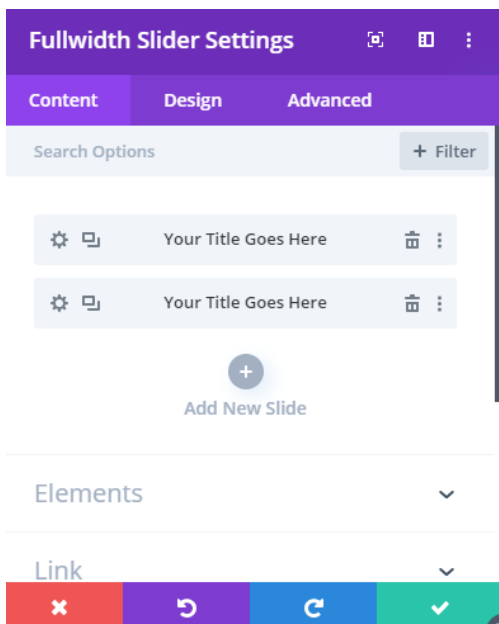 Fullwidth Slider Settings
Content Design Advanced
Search Options + Filter
Your Title Goes Here
Your Title Goes Here
Add New Slide
Elements
Link